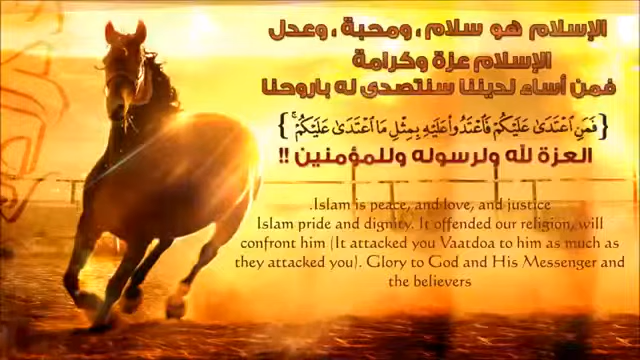 الإسلام هو سلام ، ومحبة ، وعدل
الإسلام عزة وكرامة
فمن أساء لديننا سنتصدى له باروحنا
{ فَمَنِ ٱعْتَدَىٰ عَلَيْكُمْ فَٱعْتَدُوا۟ عَلَيْهِ بِمِثْلِ مَا ٱعْتَدَىٰ عَلَيْكُمْ ۚ }
العزة لله ولرسوله وللمؤمنين !!
.Islam is peace, and love, and justice
Islam pride and dignity. It offended our religion, will
confront him (It attacked you Vaatdoa to him as much as
they attacked you). Glory to God and His Messenger and
the believers